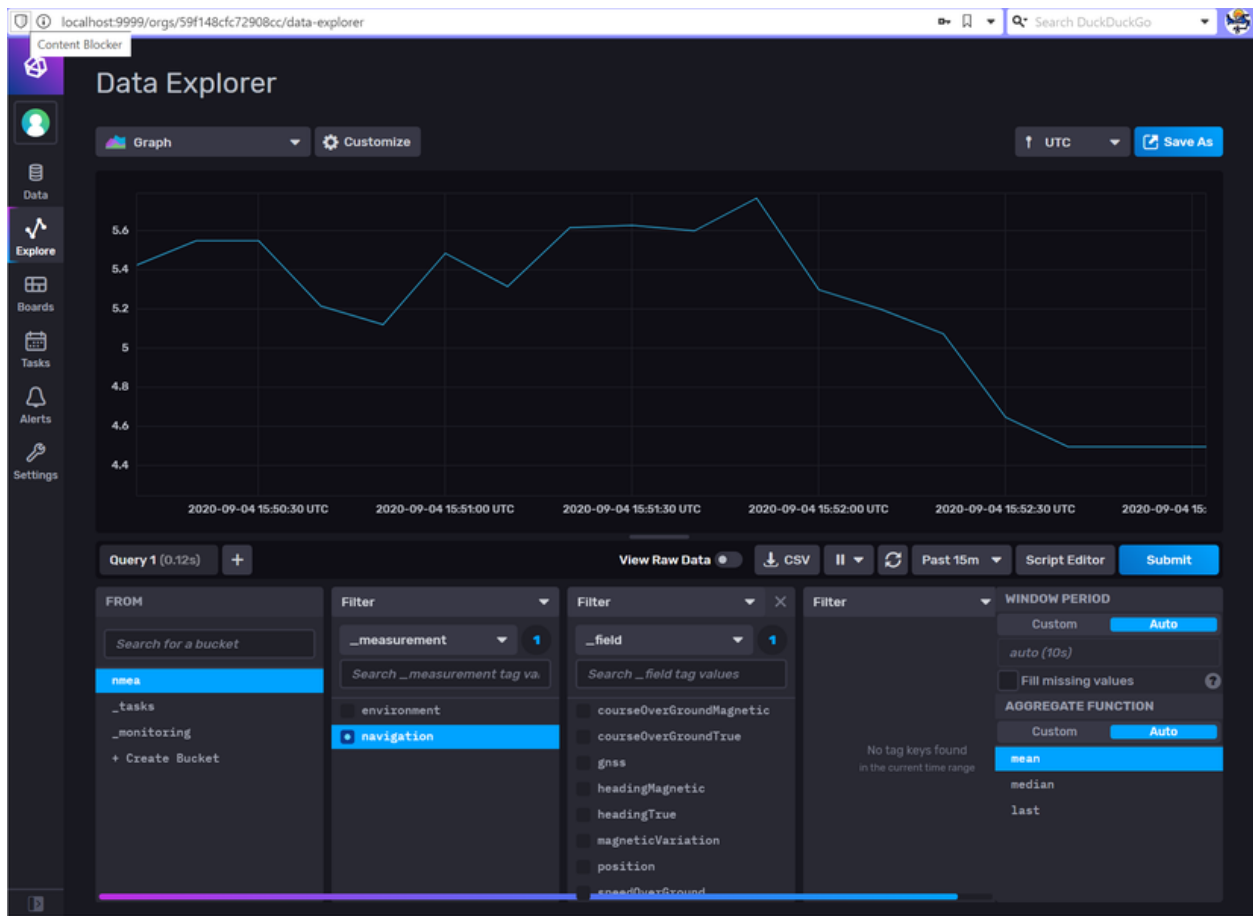 localhost:9999/orgs/59f148cfc72908cc/data-explorer
Search DuckDuckGo
Content Blocker
Data Explorer
Graph
Customize
UTC
Save As
Data
Explore
Boards
Tasks
Alerts
Settings
5.6
5.4
5.2
5
4.8
4.6
4.4
2020-09-04 15:50:30 UTC
2020-09-04 15:51:00 UTC
2020-09-04 15:51:30 UTC
2020-09-04 15:52:00 UTC
2020-09-04 15:52:30 UTC
2020-09-04 15:
Query 1 (0.12s)
+
View Raw Data
CSV
Past 15m
Script Editor
Submit
FROM
Search for a bucket
nmea
_tasks
_monitoring
+ Create Bucket
Filter
_measurement
1
Search _measurement tag va
environment
navigation
Filter
_field
1
Search _field tag values
courseOverGroundMagnetic
courseOverGroundTrue
gnss
headingMagnetic
headingTrue
magneticVariation
position
speedOverGround
Filter
No tag keys found
in the current time range
WINDOW PERIOD
Custom
Auto
auto (10s)
Fill missing values
?
AGGREGATE FUNCTION
Custom
Auto
mean
median
last